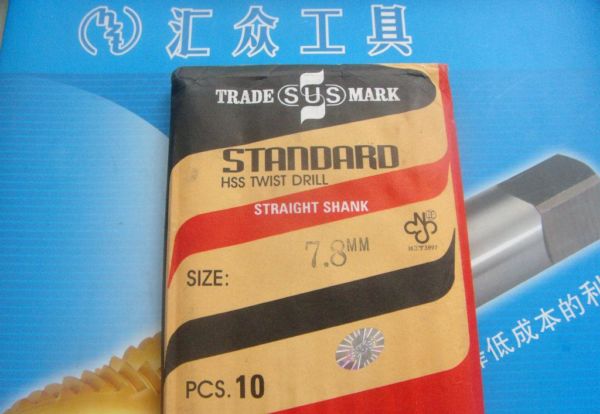 汇众工具
TRADE SUS MARK
STANDARD
HSS TWIST DRILL
STRAIGHT SHANK
SIZE: 7.8MM
PCS. 10
低成本的利